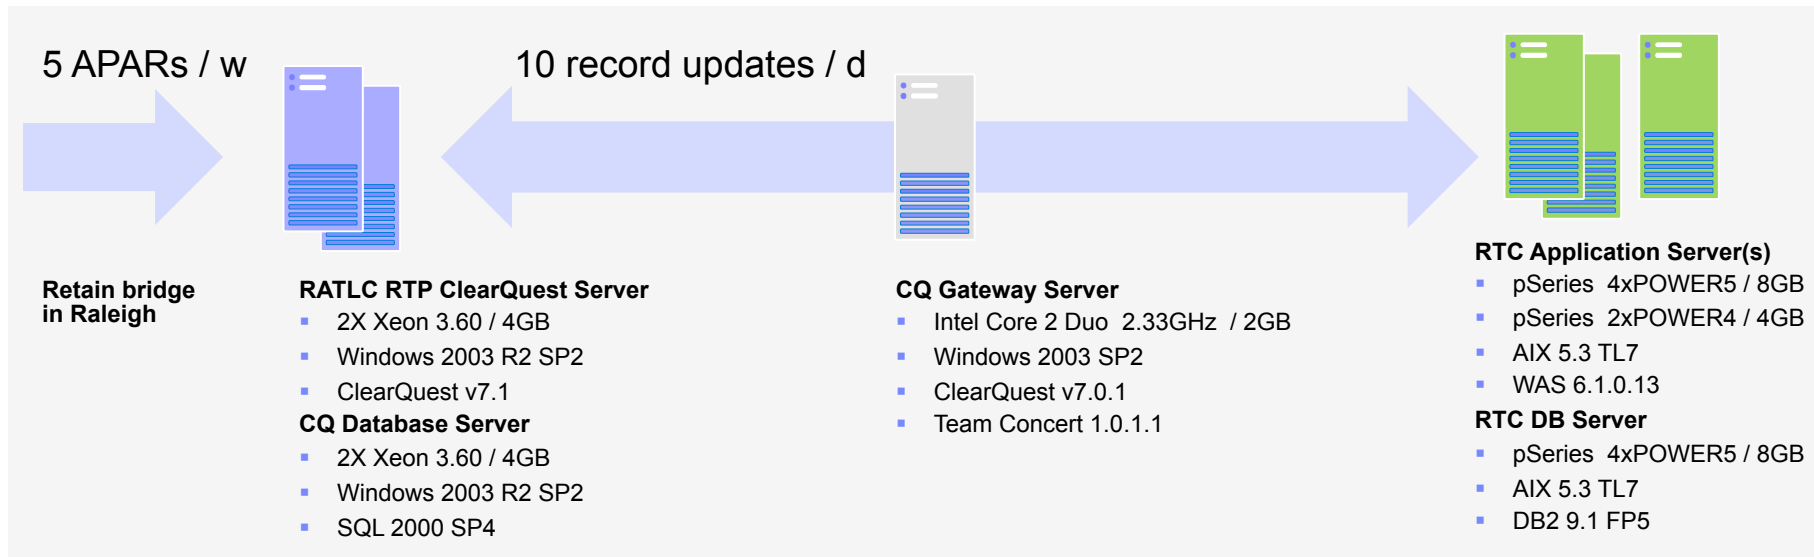 5 APARs / w
10 record updates / d
Retain bridge
in Raleigh
RATLC RTP ClearQuest Server
▪ 2X Xeon 3.60 / 4GB
▪ Windows 2003 R2 SP2
▪ ClearQuest v7.1
CQ Database Server
▪ 2X Xeon 3.60 / 4GB
▪ Windows 2003 R2 SP2
▪ SQL 2000 SP4
CQ Gateway Server
▪ Intel Core 2 Duo 2.33GHz / 2GB
▪ Windows 2003 SP2
▪ ClearQuest v7.0.1
▪ Team Concert 1.0.1.1
RTC Application Server(s)
▪ pSeries 4xPOWER5 / 8GB
▪ pSeries 2xPOWER4 / 4GB
▪ AIX 5.3 TL7
▪ WAS 6.1.0.13
RTC DB Server
▪ pSeries 4xPOWER5 / 8GB
▪ AIX 5.3 TL7
▪ DB2 9.1 FP5